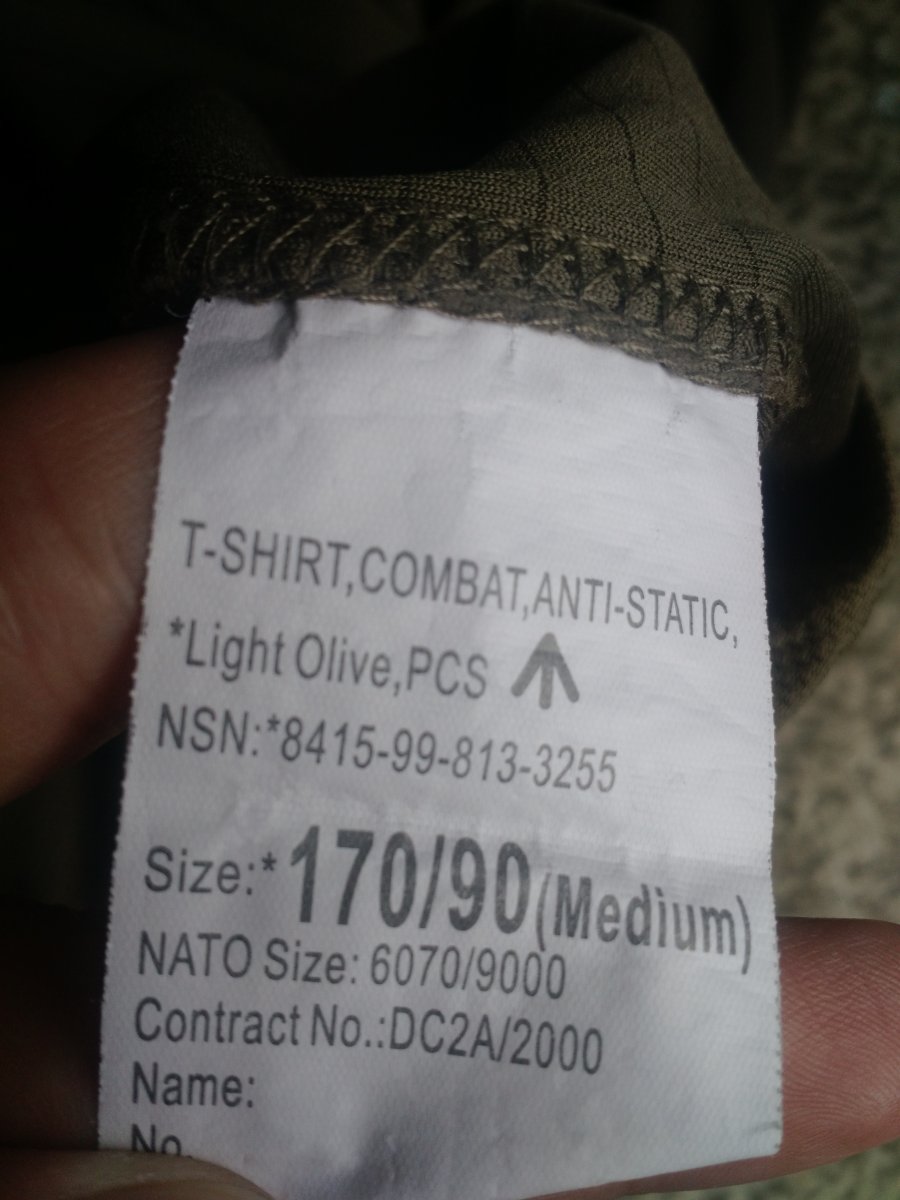 T-SHIRT,COMBAT,ANTI-STATIC,
*Light Olive,PCS
NSN:*8415-99-813-3255
Size:*170/90(Medium)
NATO Size: 6070/9000
Contract No.:DC2A/2000
Name:
No.